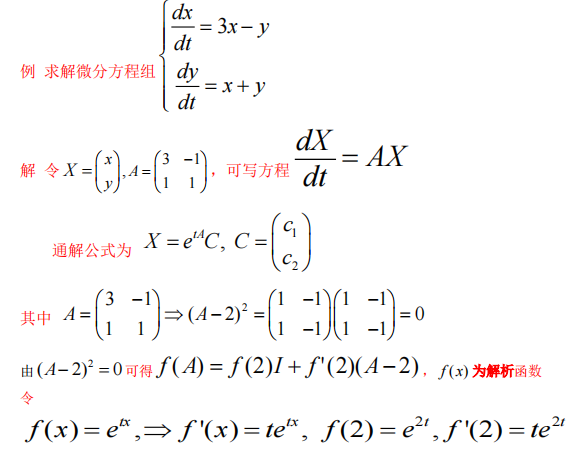 例 求解微分方程组 $\begin{cases} \dfrac{dx}{dt} = 3x - y \\ \dfrac{dy}{dt} = x + y \end{cases}$
解 令 $X = \begin{pmatrix} x \\ y \end{pmatrix}, A = \begin{pmatrix} 3 & -1 \\ 1 & 1 \end{pmatrix}$，可写方程 $\dfrac{dX}{dt} = AX$
通解公式为 $X = e^{tA}C, \; C = \begin{pmatrix} c_1 \\ c_2 \end{pmatrix}$
其中 $A = \begin{pmatrix} 3 & -1 \\ 1 & 1 \end{pmatrix} \Rightarrow (A-2)^2 = \begin{pmatrix} 1 & -1 \\ 1 & -1 \end{pmatrix} \begin{pmatrix} 1 & -1 \\ 1 & -1 \end{pmatrix} = 0$
由 $(A-2)^2 = 0$ 可得 $f(A) = f(2)I + f'(2)(A-2)$，$f(x)$ 为解析函数
令
$f(x) = e^{tx}, \Rightarrow f'(x) = te^{tx}, \; f(2) = e^{2t}, f'(2) = te^{2t}$